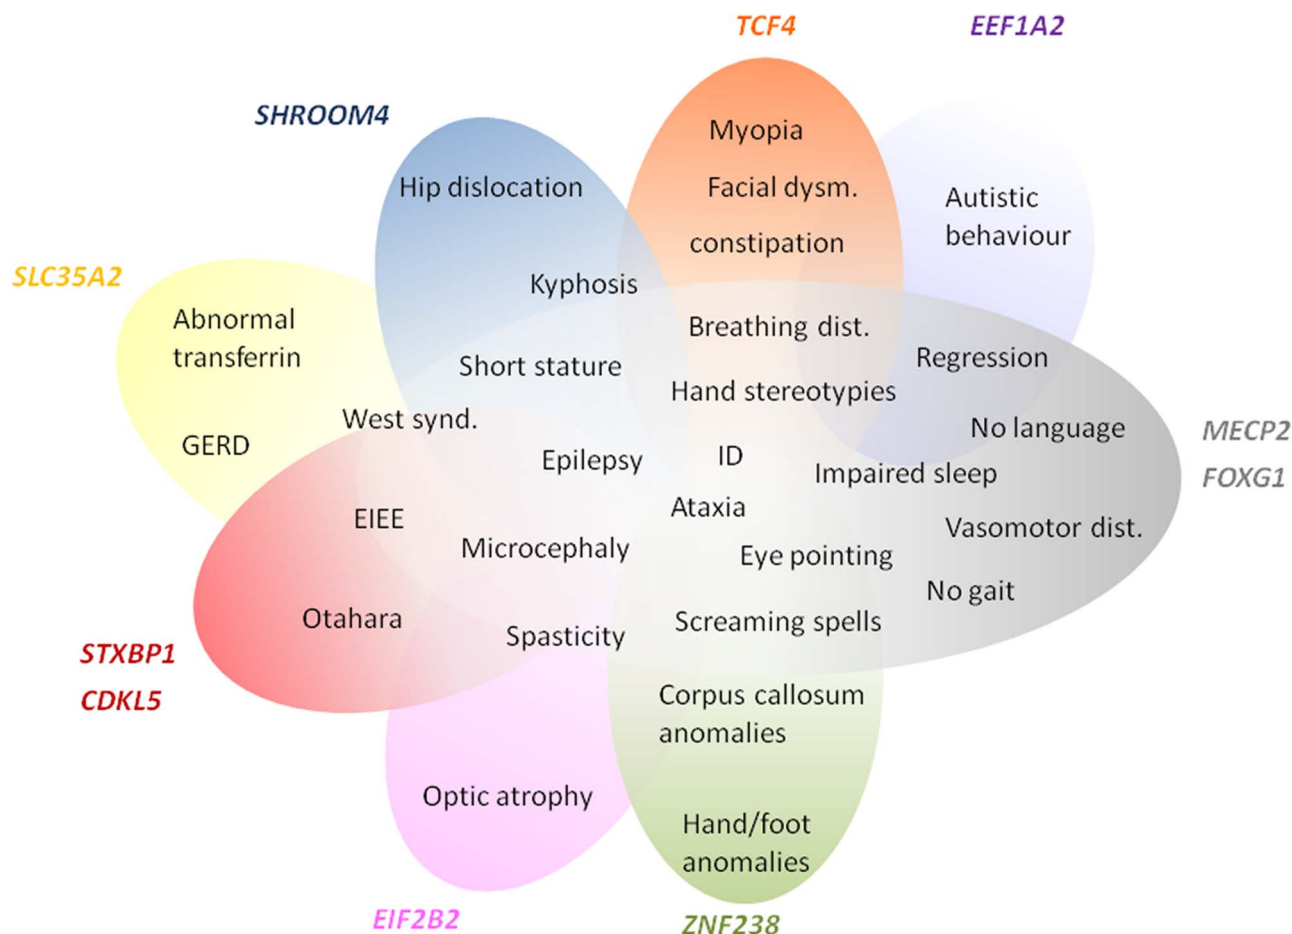 TCF4
EEF1A2
SHROOM4
Myopia
Hip dislocation
Facial dysm.
Autistic
behaviour
constipation
SLC35A2
Kyphosis
Abnormal
transferrin
Breathing dist.
Regression
Short stature
Hand stereotypies
West synd.
No language
MECP2
GERD
ID
Epilepsy
Impaired sleep
FOXG1
EIEE
Ataxia
Vasomotor dist.
Microcephaly
Eye pointing
No gait
Otahara
Spasticity
Screaming spells
STXBP1
CDKL5
Corpus callosum
anomalies
Optic atrophy
Hand/foot
anomalies
EIF2B2
ZNF238